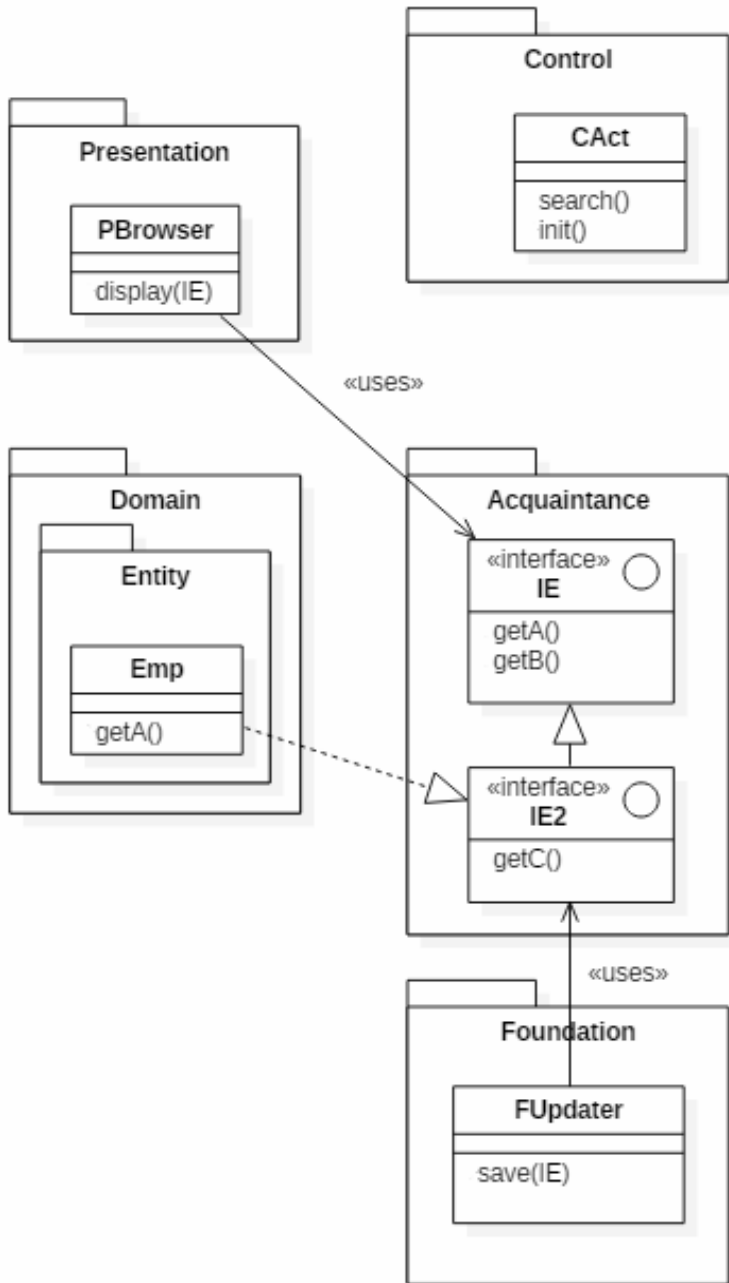 Control
CAct
search()
init()
Presentation
PBrowser
display(IE)
«uses»
Domain
Entity
Emp
getA()
Acquaintance
«interface»
IE
getA()
getB()
«interface»
IE2
getC()
«uses»
Foundation
FUpdater
save(IE)